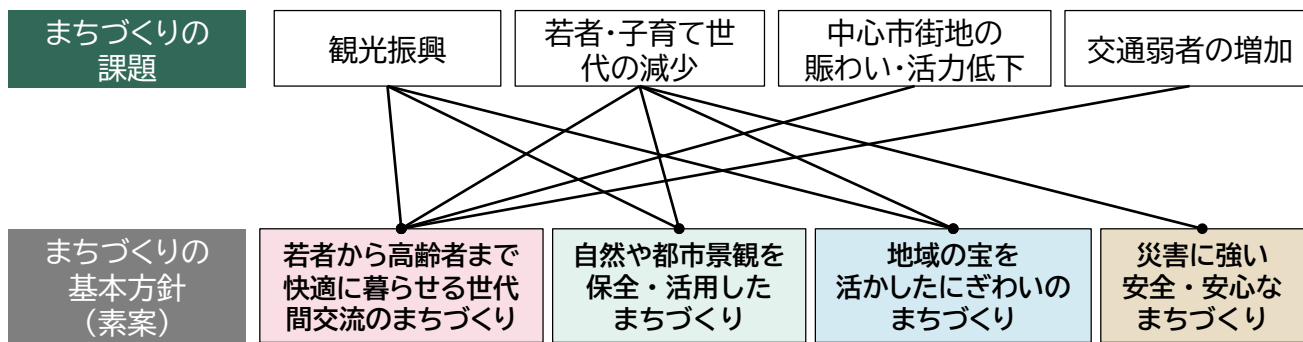 まちづくりの
課題
観光振興
若者・子育て世
代の減少
中心市街地の
賑わい・活力低下
交通弱者の増加
まちづくりの
基本方針
（素案）
若者から高齢者まで
快適に暮らせる世代
間交流のまちづくり
自然や都市景観を
保全・活用した
まちづくり
地域の宝を
活かしたにぎわいの
まちづくり
災害に強い
安全・安心な
まちづくり